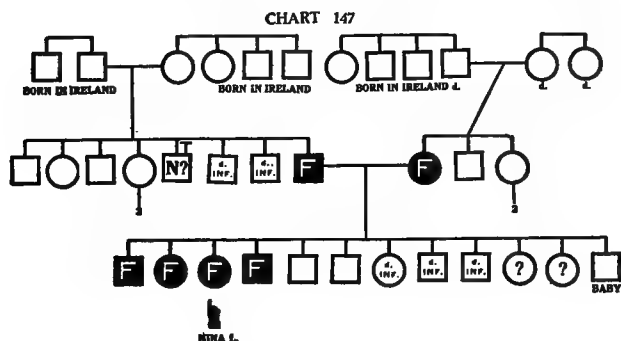 CHART 147
BORN IN IRELAND BORN IN IRELAND BORN IN IRELAND d. d. d.
N? T d. INF. d. INF. F F
2 2
F F F F d. INF. d. INF. d. INF. ? ? BABY
NINA f.